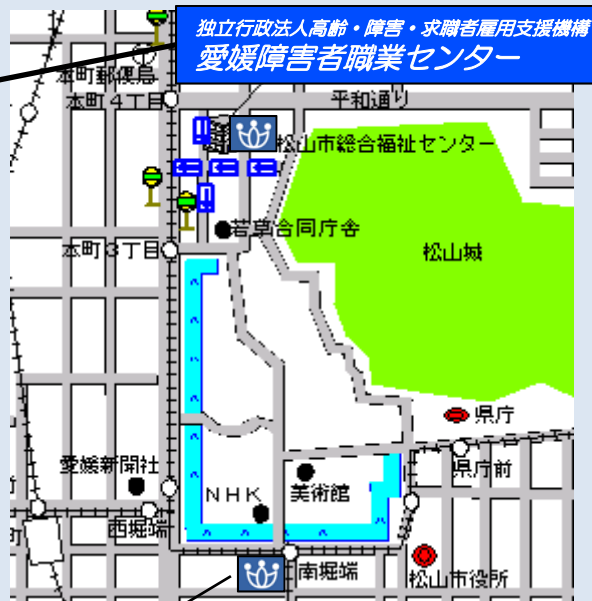 独立行政法人高齢・障害・求職者雇用支援機構
愛媛障害者職業センター
本町郵便局
本町４丁目
平和通り
松山市総合福祉センター
若草合同庁舎
本町３丁目
松山城
県庁
愛媛新聞社
県庁前
NHK
美術館
西堀端
町
南堀端
松山市役所